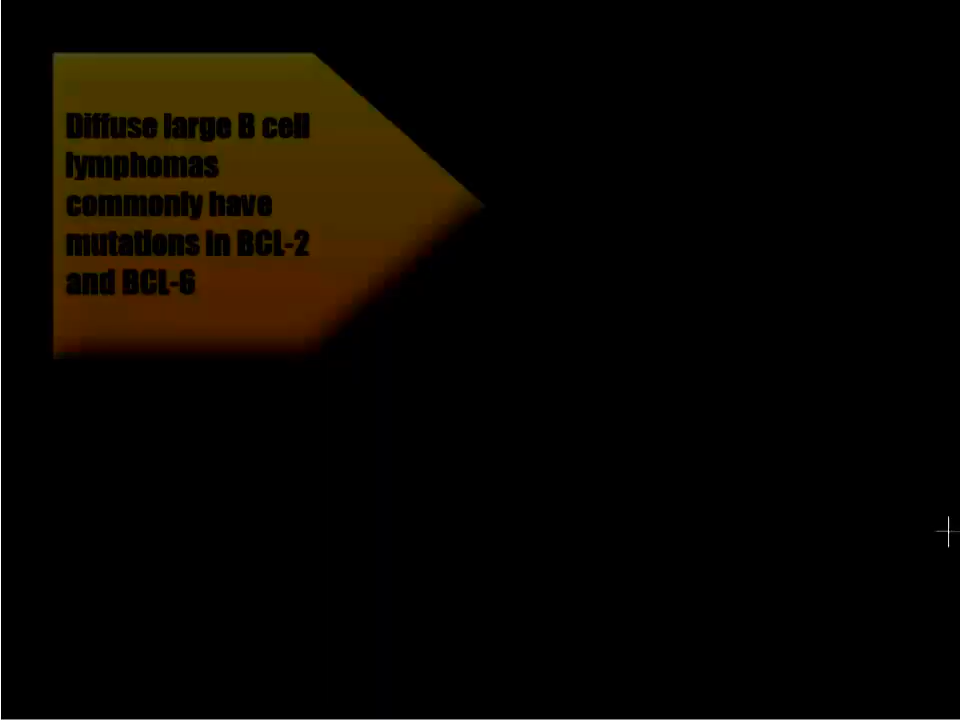 Diffuse large B cell
lymphomas
commonly have
mutations in BCL-2
and BCL-6